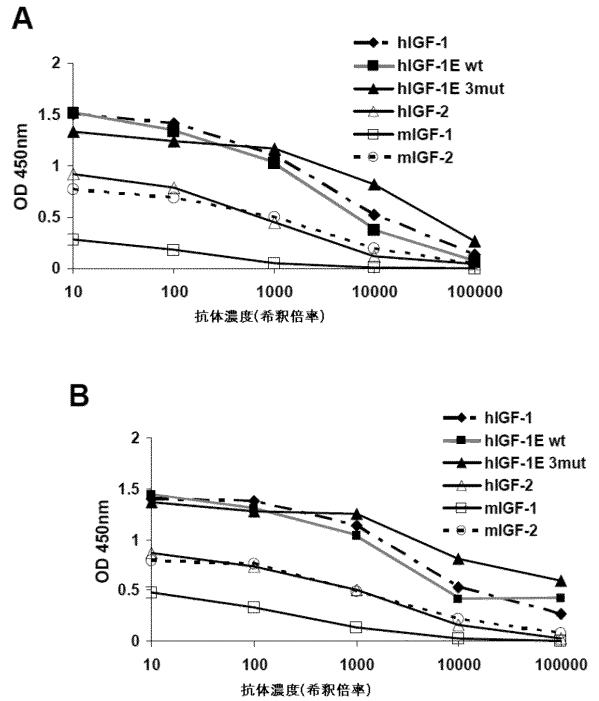 A
hIGF-1
hIGF-1E wt
hIGF-1E 3mut
hIGF-2
mIGF-1
mIGF-2
OD 450nm
2
1.5
1
0.5
0
10 100 1000 10000 100000
抗体濃度(希釈倍率)
B
hIGF-1
hIGF-1E wt
hIGF-1E 3mut
hIGF-2
mIGF-1
mIGF-2
OD 450nm
2
1.5
1
0.5
0
10 100 1000 10000 100000
抗体濃度(希釈倍率)